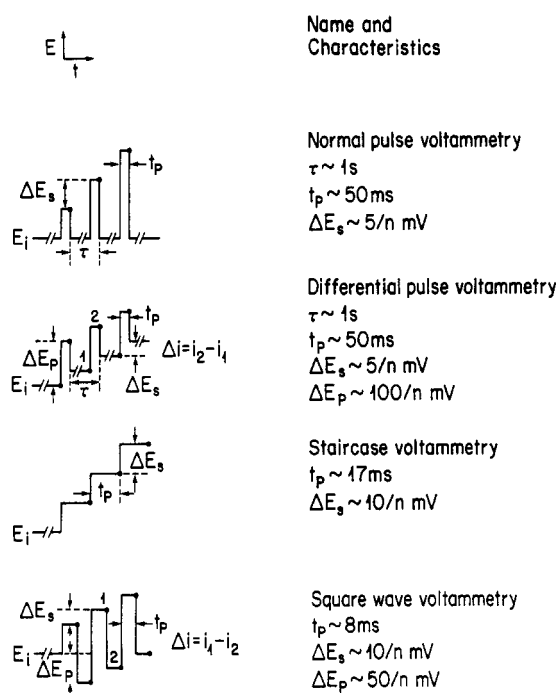 E
Name and
Characteristics
Normal pulse voltammetry
τ ~ 1s
tp ~ 50ms
ΔEs ~ 5/n mV
ΔEs
tp
Ei
τ
Differential pulse voltammetry
τ ~ 1s
tp ~ 50ms
ΔEs ~ 5/n mV
ΔEp ~ 100/n mV
2
tp
ΔEp
1
Δi=i2-i1
Ei
τ
ΔEs
Staircase voltammetry
tp ~ 17ms
ΔEs ~ 10/n mV
ΔEs
tp
Ei
Square wave voltammetry
tp ~ 8ms
ΔEs ~ 10/n mV
ΔEp ~ 50/n mV
1
ΔEs
tp
Ei
Δi=i1-i2
ΔEp
2